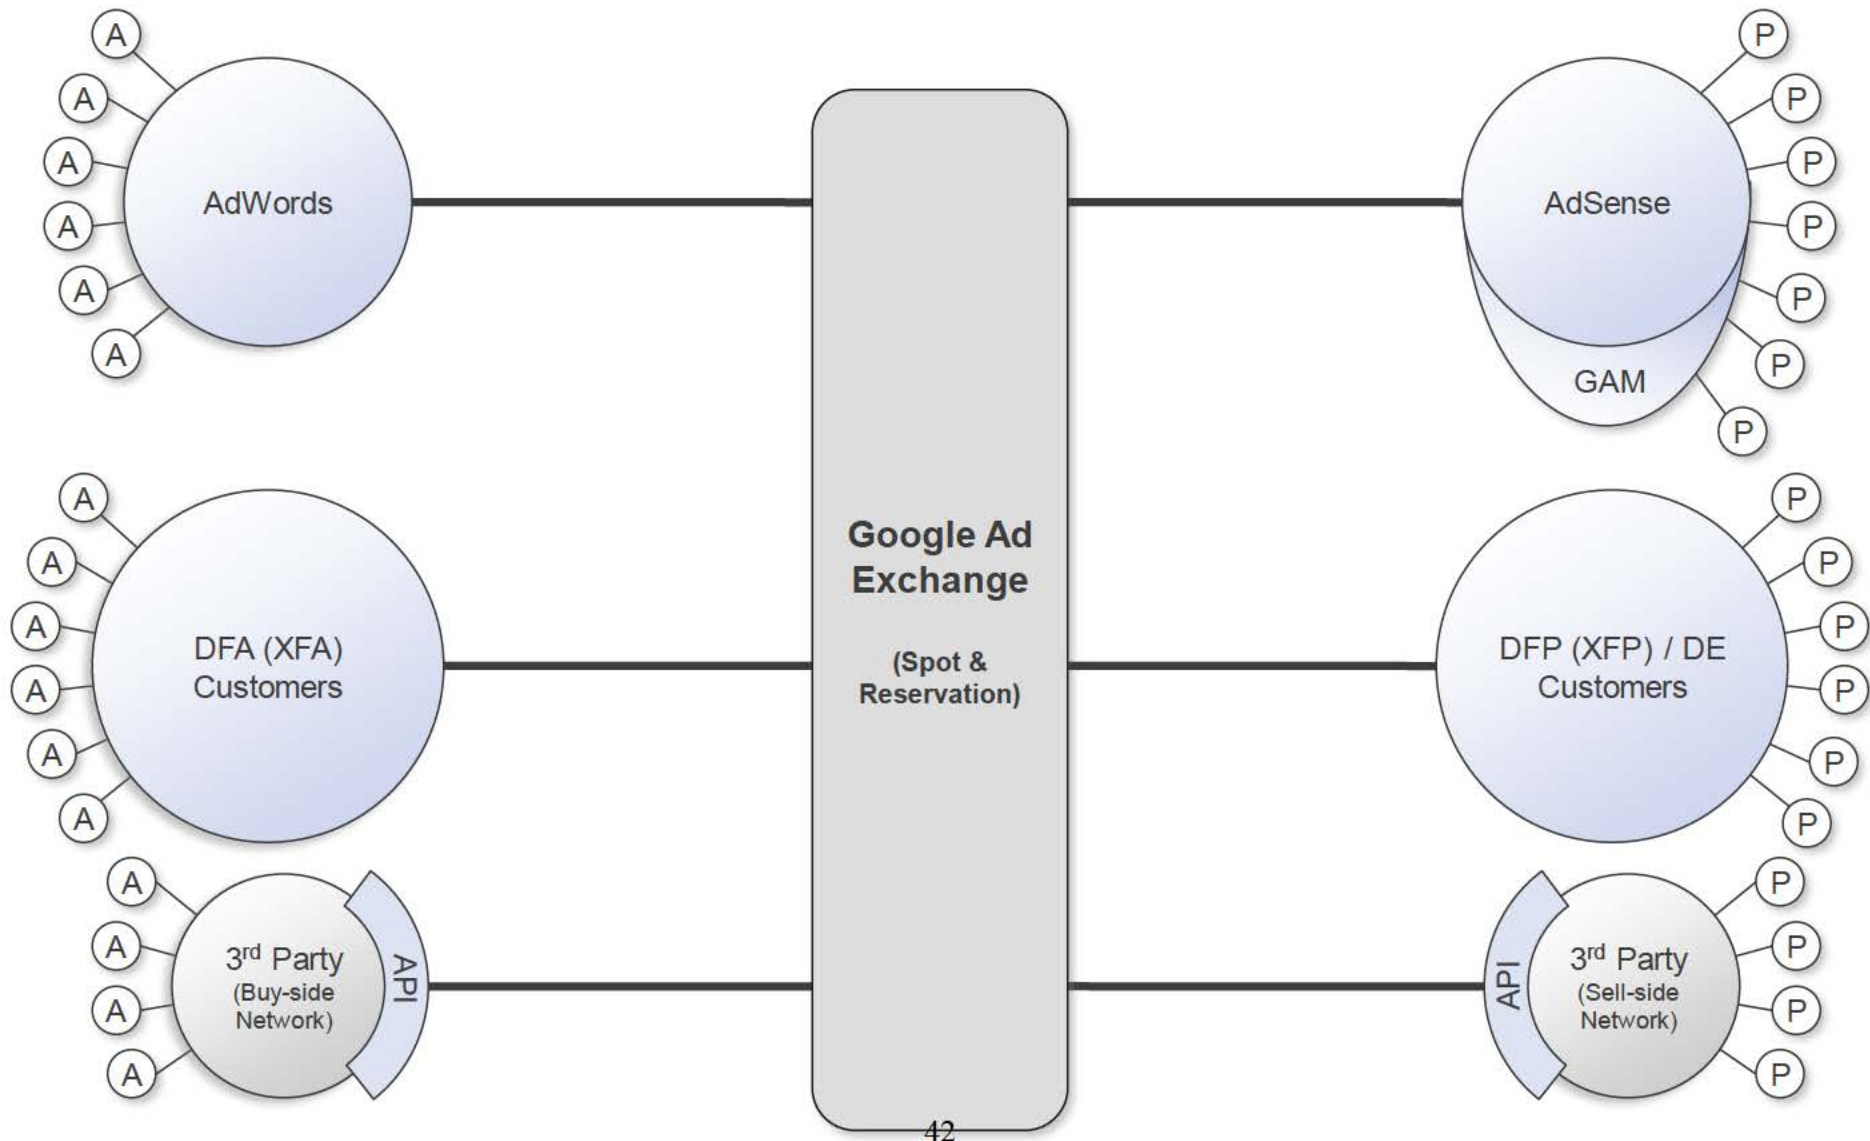 A
A
A
A
A
A
AdWords
P
P
P
P
P
P
P
AdSense
GAM
Google Ad
Exchange
(Spot &
Reservation)
A
A
A
A
A
A
DFA (XFA)
Customers
P
P
P
P
P
P
DFP (XFP) / DE
Customers
A
A
A
A
3rd Party
(Buy-side
Network)
API
API
3rd Party
(Sell-side
Network)
P
P
P
P
42